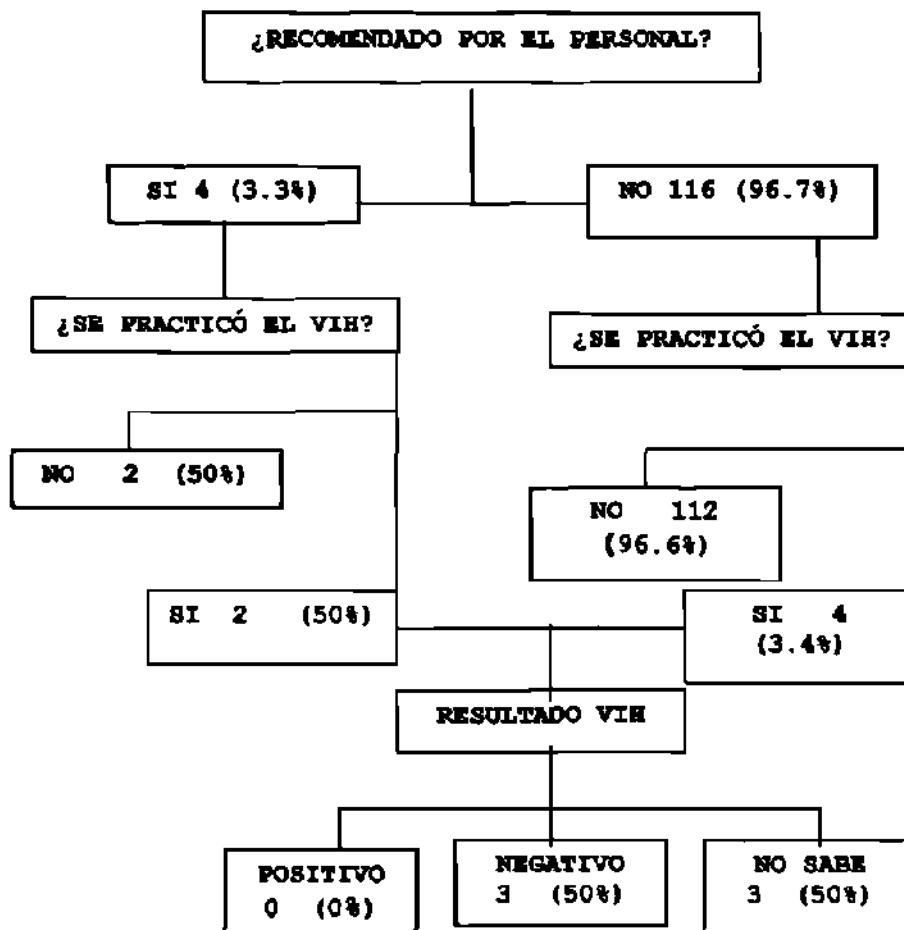 ¿RECOMENDADO POR EL PERSONAL?
SI 4 (3.3%)
NO 116 (96.7%)
¿SE PRACTICÓ EL VIH?
¿SE PRACTICÓ EL VIH?
NO 2 (50%)
NO 112
(96.6%)
SI 2 (50%)
SI 4
(3.4%)
RESULTADO VIH
POSITIVO
0 (0%)
NEGATIVO
3 (50%)
NO SABE
3 (50%)